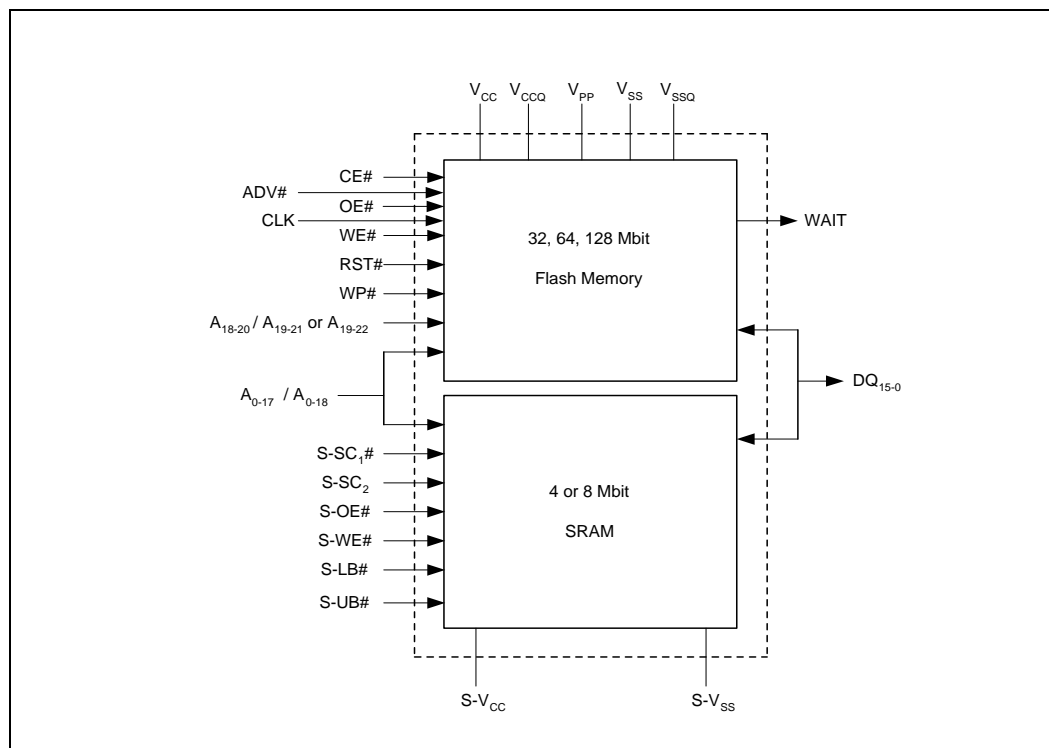 V_CC V_CCQ V_PP V_SS V_SSQ
CE#
ADV#
OE#
CLK
WE#
RST#
WP#
A_18-20 / A_19-21 or A_19-22
A_0-17 / A_0-18
32, 64, 128 Mbit
Flash Memory
WAIT
DQ_15-0
S-SC_1#
S-SC_2
S-OE#
S-WE#
S-LB#
S-UB#
4 or 8 Mbit
SRAM
S-V_CC S-V_SS